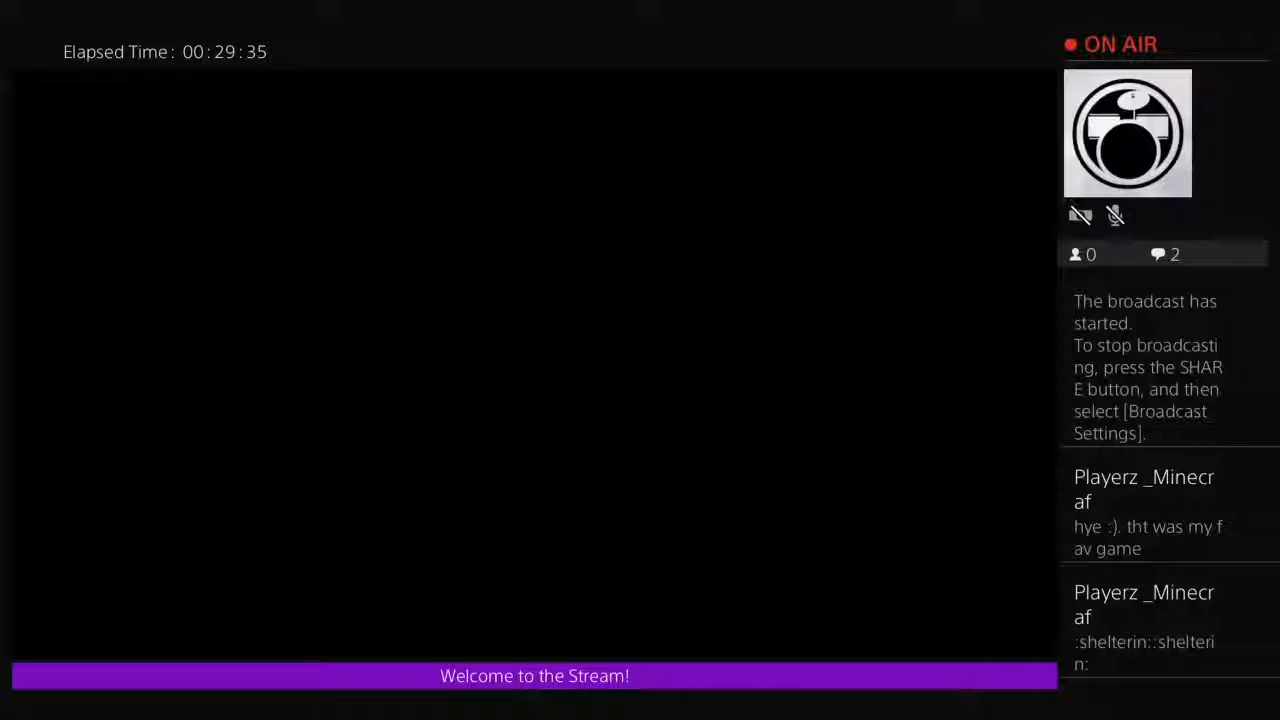 Elapsed Time: 00:29:35
ON AIR
0 2
The broadcast has
started.
To stop broadcasti
ng, press the SHAR
E button, and then
select [Broadcast
Settings].
Playerz _Minecr
af
hye :). tht was my f
av game
Playerz _Minecr
af
:shelterin::shelteri
n:
Welcome to the Stream!